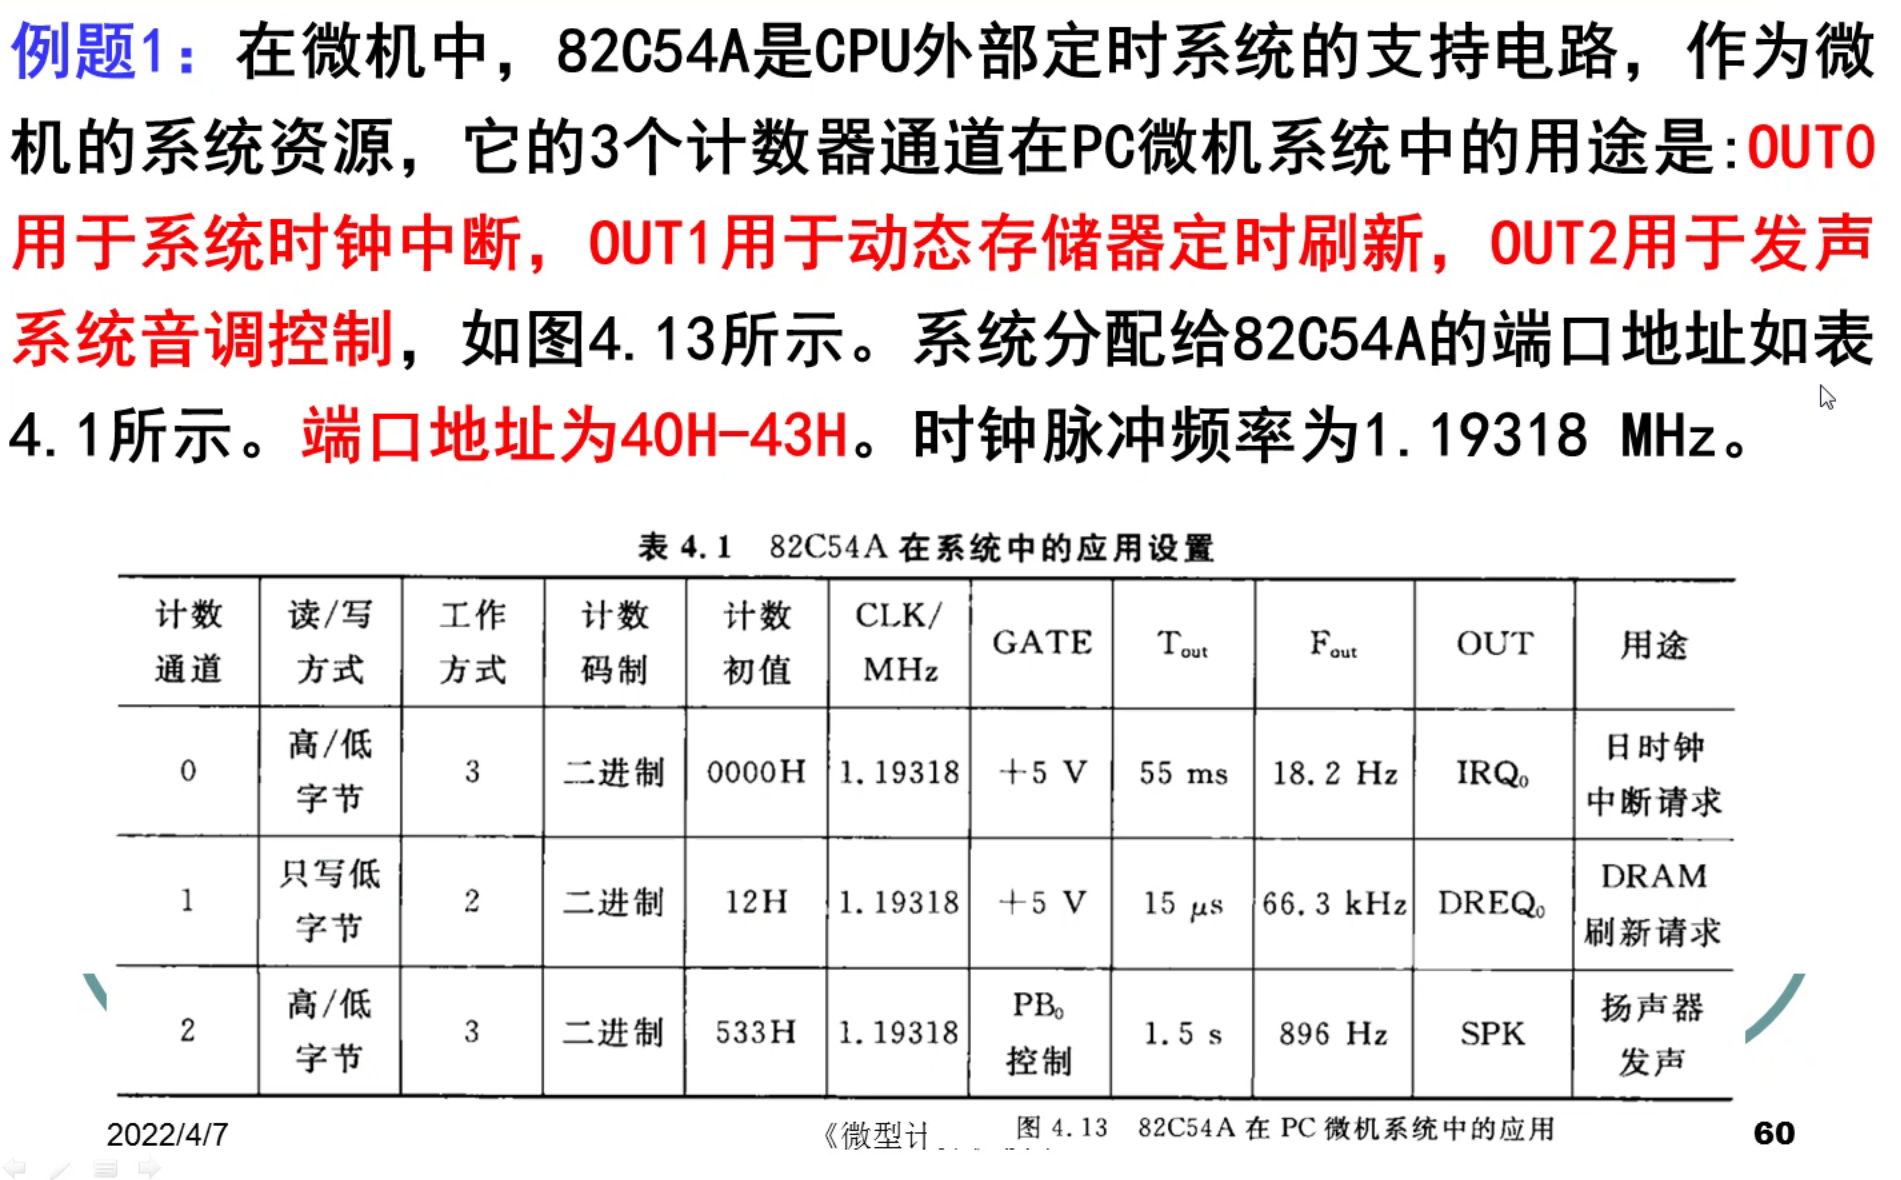 例题1：在微机中，82C54A是CPU外部定时系统的支持电路，作为微
机的系统资源，它的3个计数器通道在PC微机系统中的用途是:OUT0
用于系统时钟中断，OUT1用于动态存储器定时刷新，OUT2用于发声
系统音调控制，如图4.13所示。系统分配给82C54A的端口地址如表
4.1所示。端口地址为40H-43H。时钟脉冲频率为1.19318 MHz。
表 4.1 82C54A 在系统中的应用设置
计数通道 读/写方式 工作方式 计数码制 计数初值 CLK/MHz GATE Tout Fout OUT 用途
0 高/低字节 3 二进制 0000H 1.19318 +5 V 55 ms 18.2 Hz IRQ₀ 日时钟中断请求
1 只写低字节 2 二进制 12H 1.19318 +5 V 15 μs 66.3 kHz DREQ₀ DRAM刷新请求
2 高/低字节 3 二进制 533H 1.19318 PB₀控制 1.5 s 896 Hz SPK 扬声器发声
2022/4/7
《微型计
图 4.13 82C54A 在 PC 微机系统中的应用
60